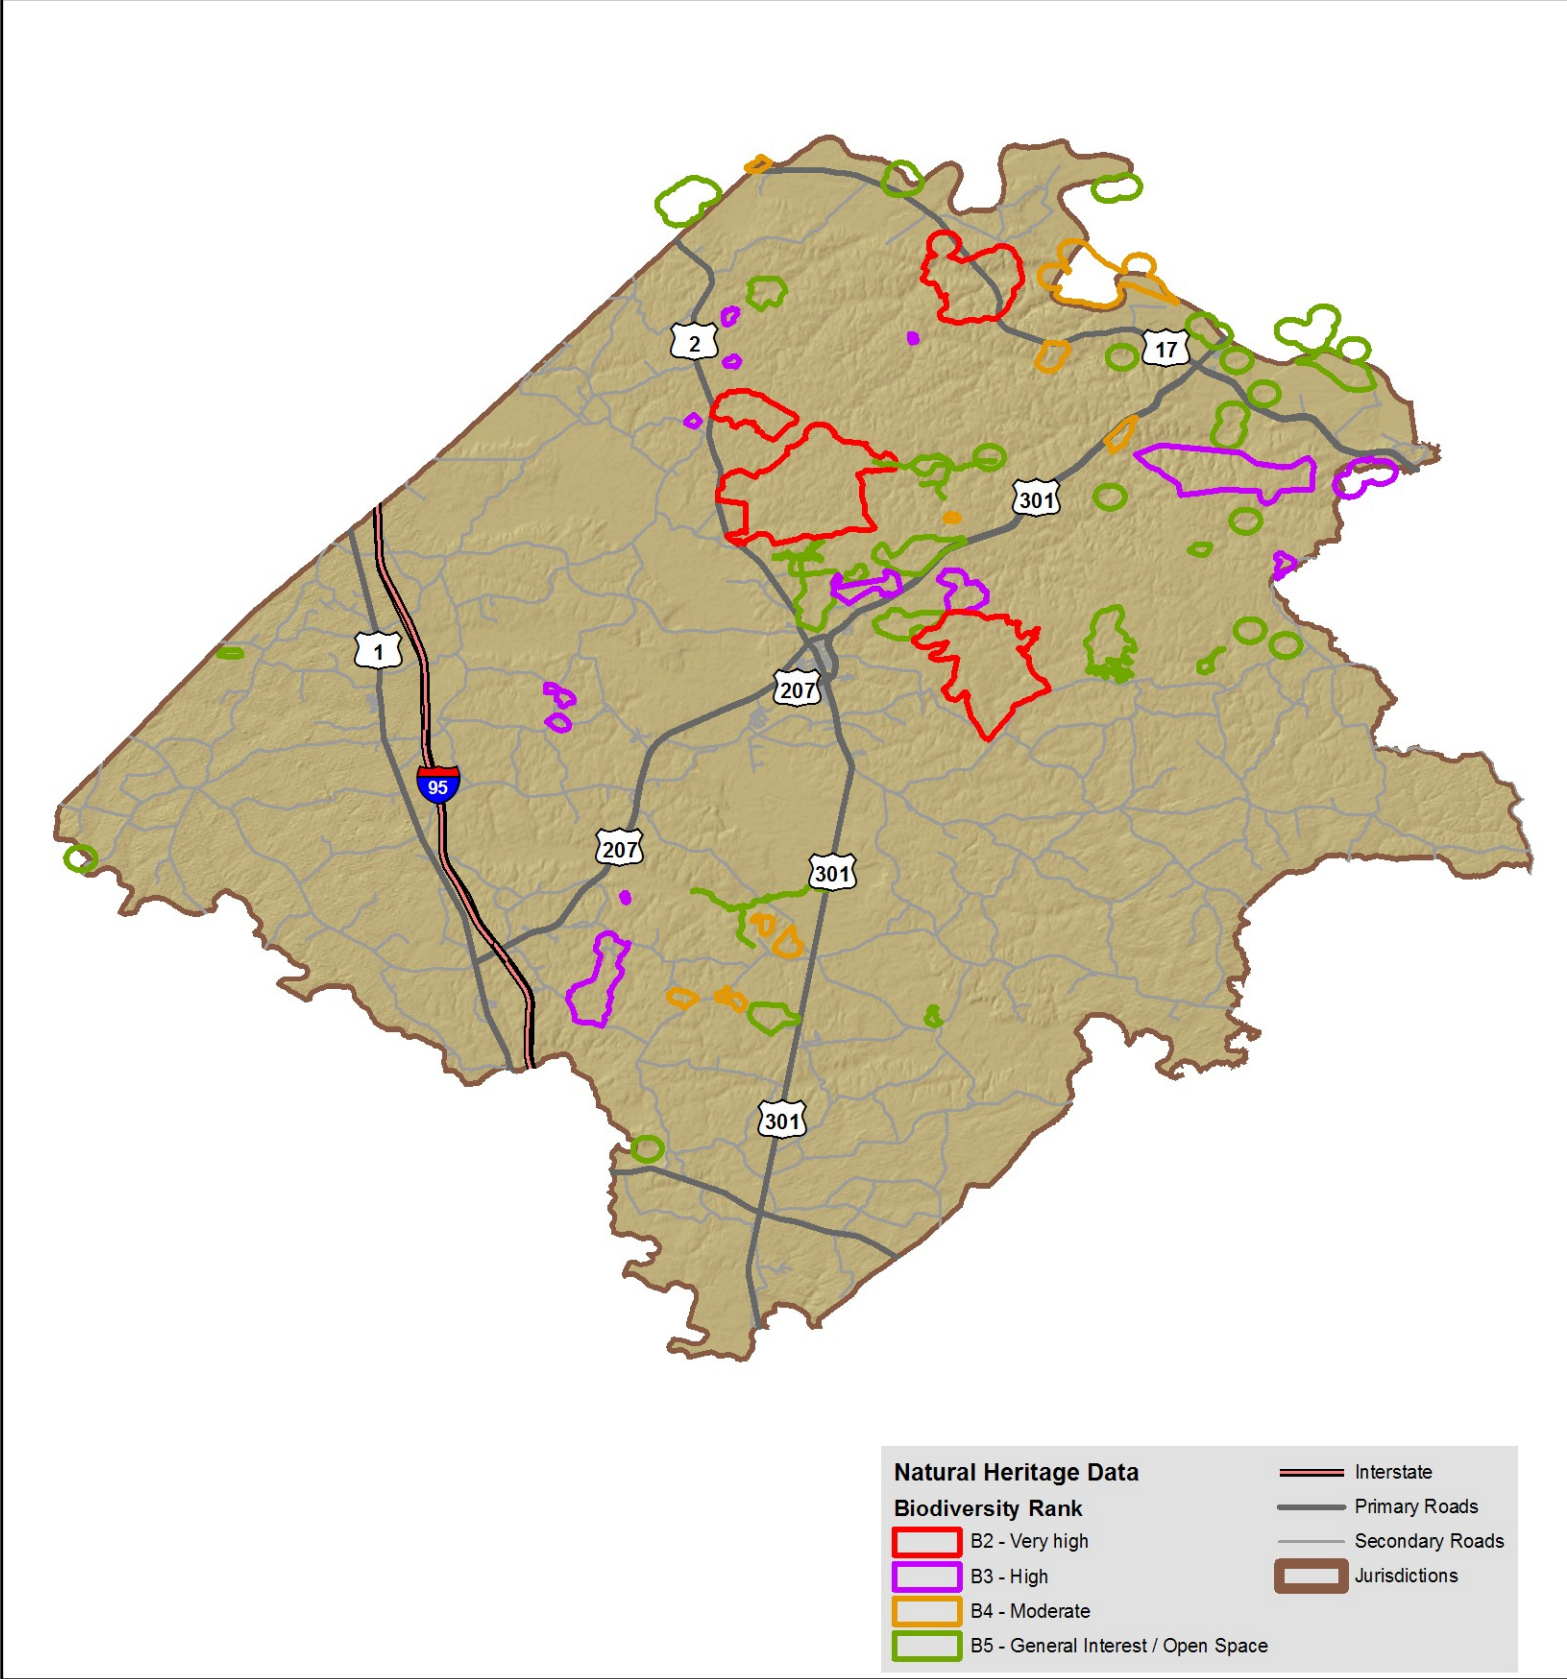 2
17
301
1
207
95
207
301
301
Natural Heritage Data
Biodiversity Rank
B2 - Very high
B3 - High
B4 - Moderate
B5 - General Interest / Open Space
Interstate
Primary Roads
Secondary Roads
Jurisdictions